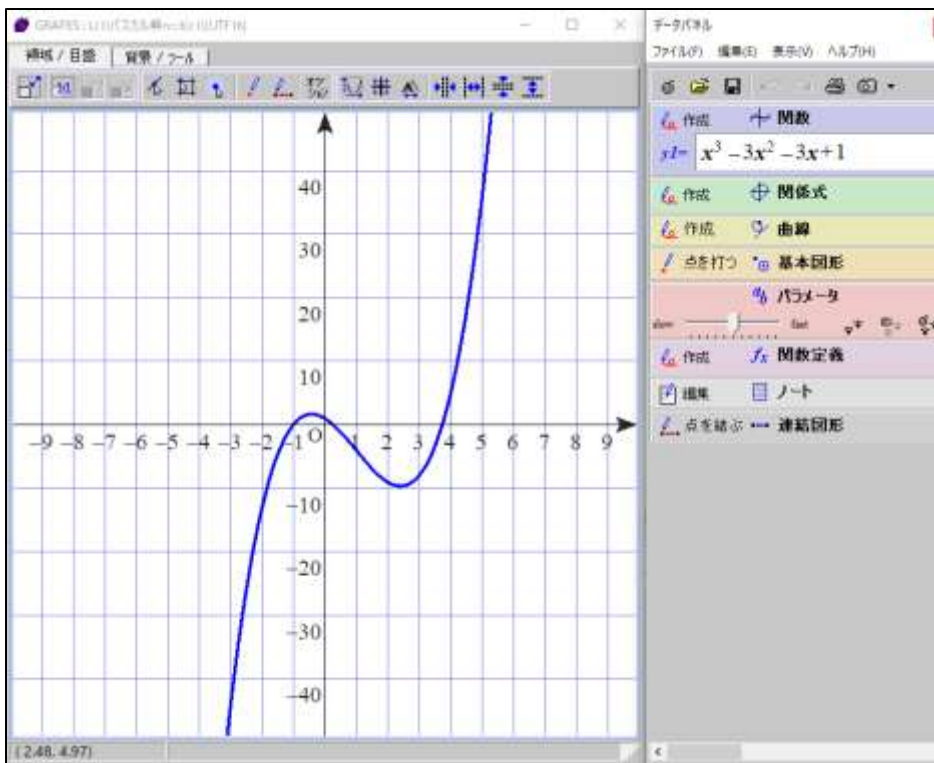 データパネル
領域 / 目盛 背景 / ツール
ファイル(F) 編集(E) 表示(V) ヘルプ(H)
作成 関数
y1= x³ – 3x² – 3x+1
作成 関係式
作成 曲線
点を打つ 基本図形
パラメータ
slow fast
作成 関数定義
編集 ノート
点を結ぶ 連結図形
40
30
20
10
–9 –8 –7 –6 –5 –4 –3 –2 –1 O 1 2 3 4 5 6 7 8 9
–10
–20
–30
–40
( 2.48, 4.97)